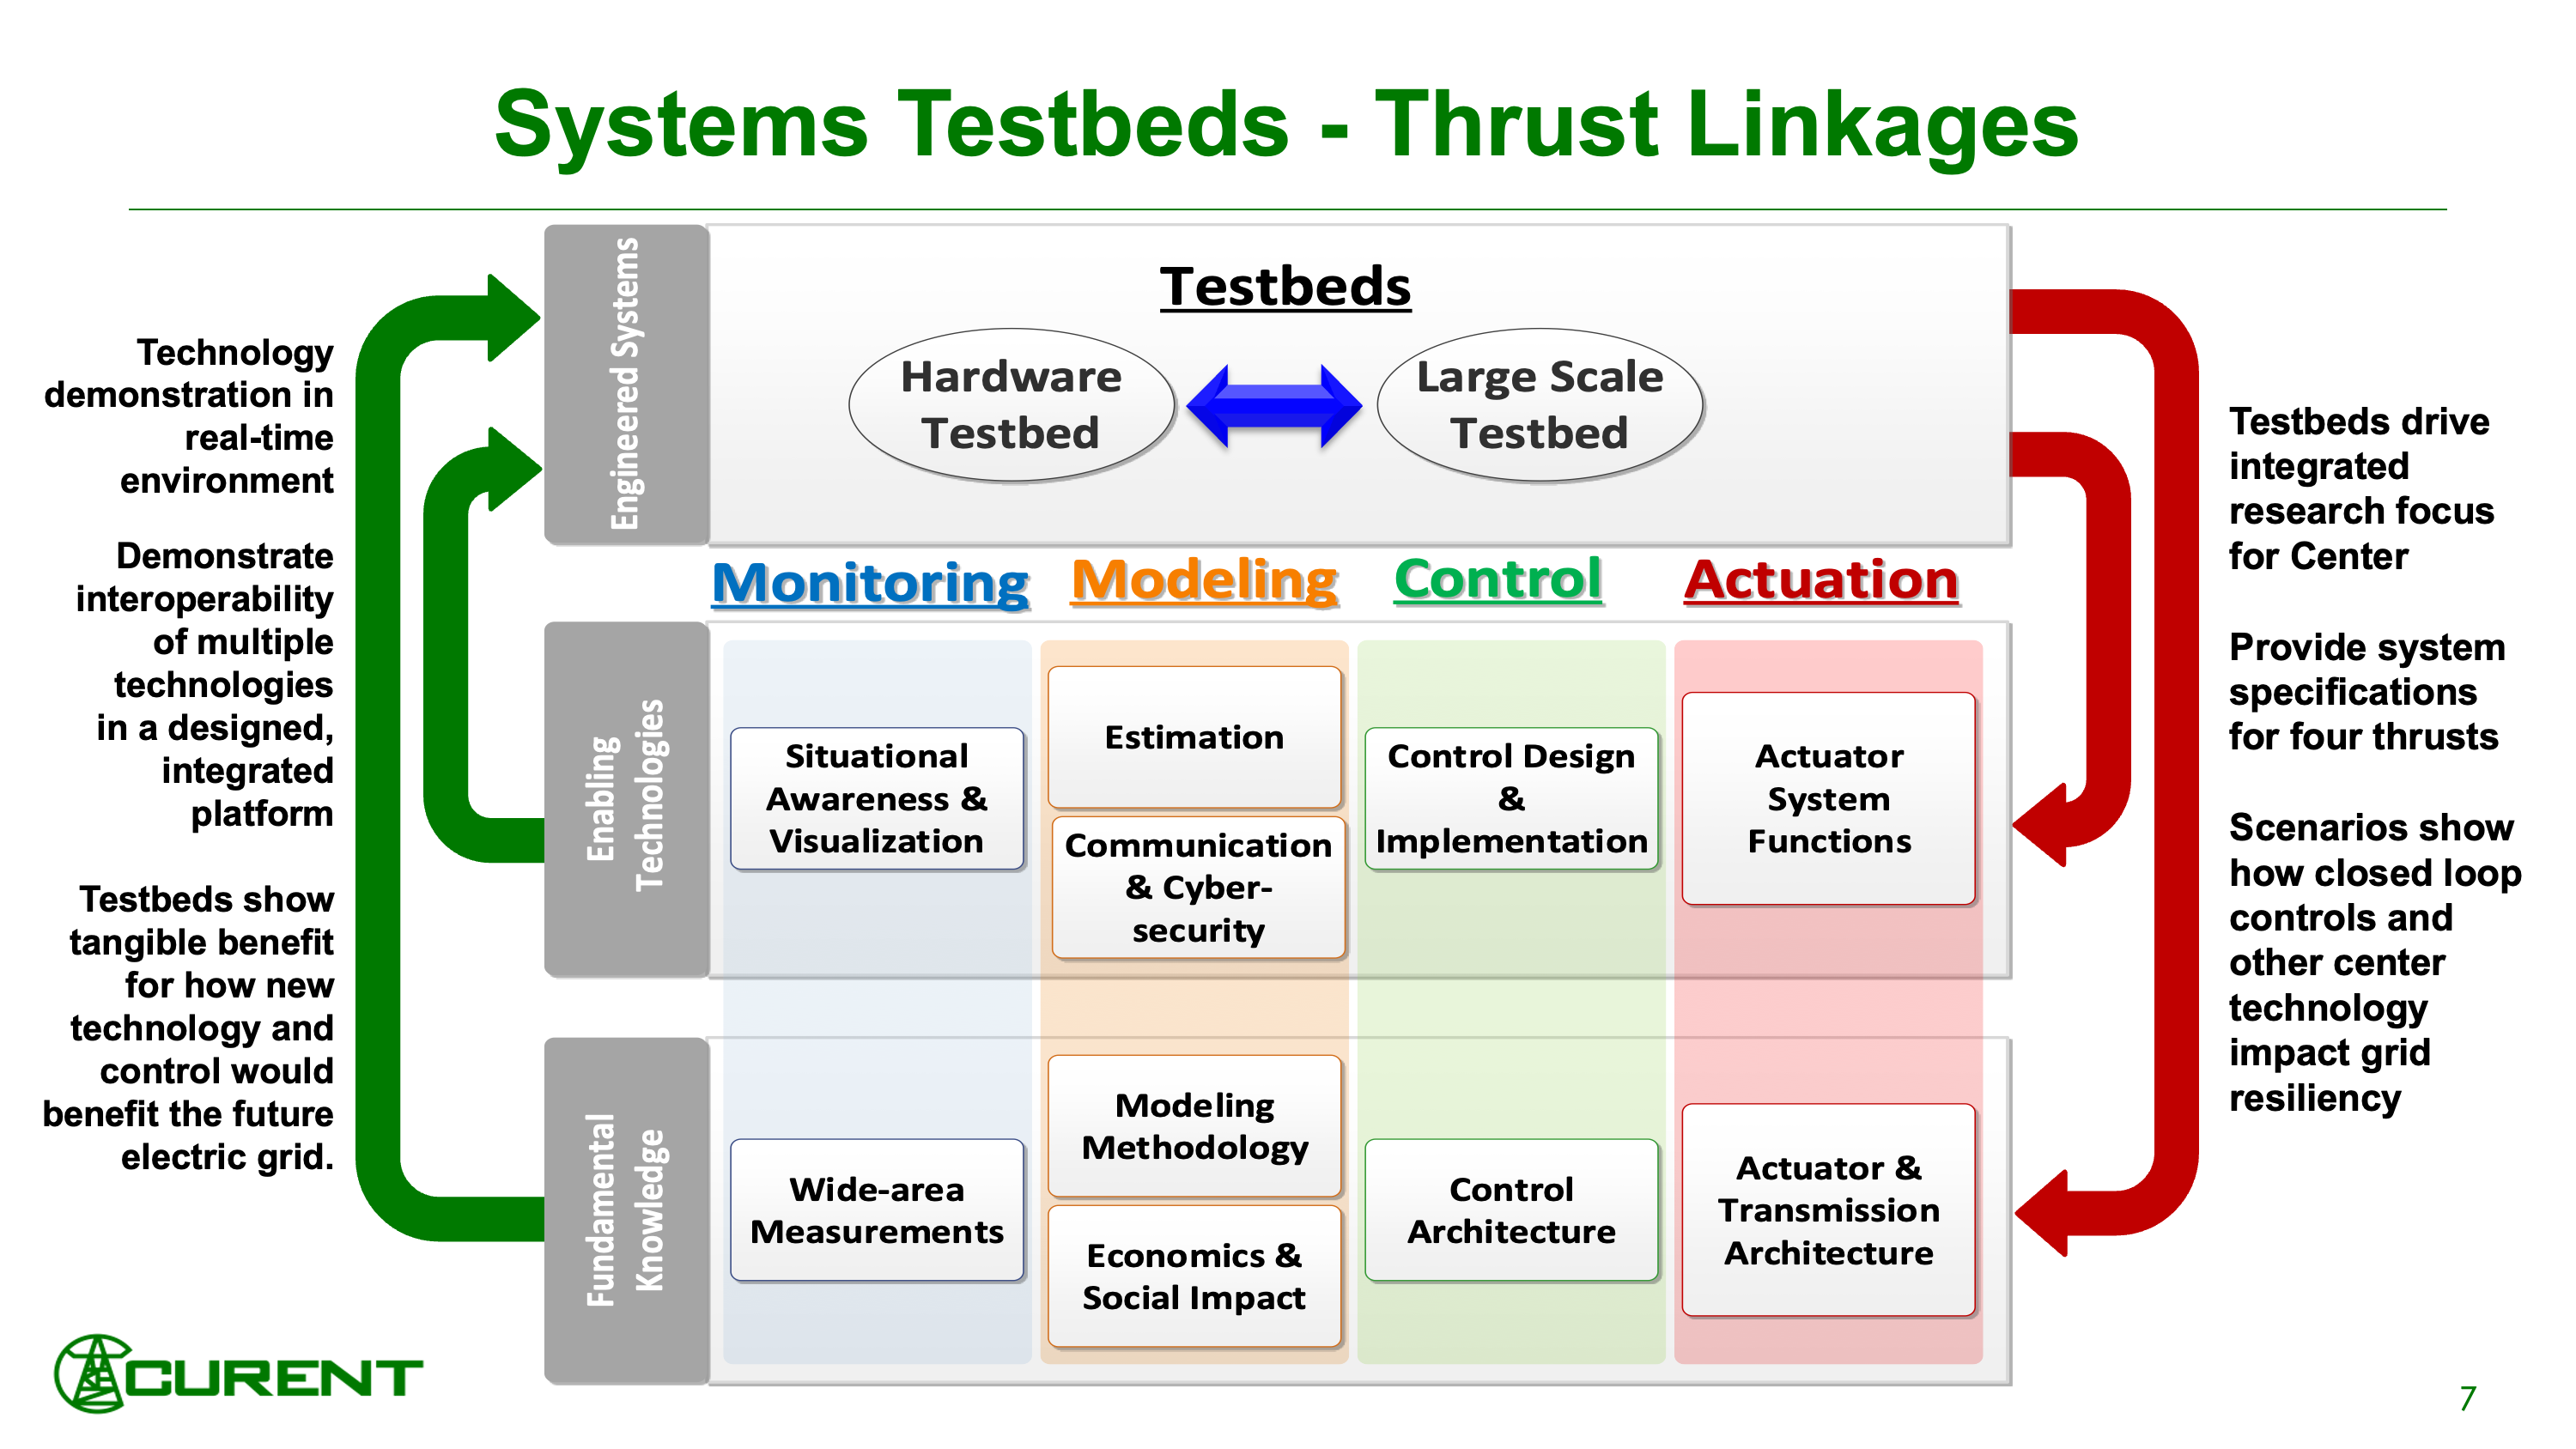 Systems Testbeds - Thrust Linkages
Technology
demonstration in
real-time
environment
Demonstrate
interoperability
of multiple
technologies
in a designed,
integrated
platform
Testbeds show
tangible benefit
for how new
technology and
control would
benefit the future
electric grid.
Engineered Systems
Testbeds
Hardware
Testbed
Large Scale
Testbed
Monitoring
Modeling
Control
Actuation
Enabling
Technologies
Situational
Awareness &
Visualization
Estimation
Communication
& Cyber-
security
Control Design
&
Implementation
Actuator
System
Functions
Fundamental
Knowledge
Wide-area
Measurements
Modeling
Methodology
Economics &
Social Impact
Control
Architecture
Actuator &
Transmission
Architecture
Testbeds drive
integrated
research focus
for Center
Provide system
specifications
for four thrusts
Scenarios show
how closed loop
controls and
other center
technology
impact grid
resiliency
CURENT
7